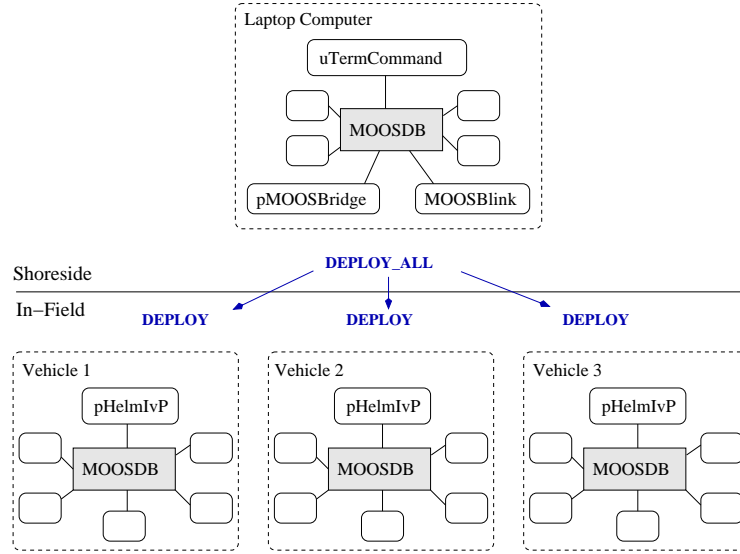 Laptop Computer
uTermCommand
MOOSDB
pMOOSBridge
MOOSBlink
DEPLOY_ALL
Shoreside
In−Field
DEPLOY
DEPLOY
DEPLOY
Vehicle 1
pHelmIvP
MOOSDB
Vehicle 2
pHelmIvP
MOOSDB
Vehicle 3
pHelmIvP
MOOSDB